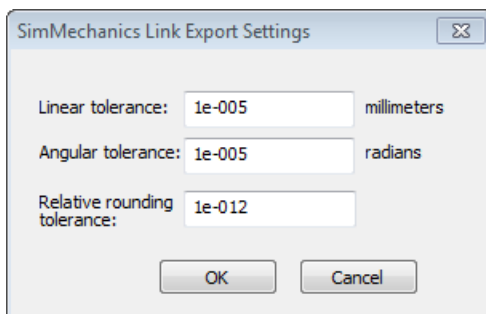 SimMechanics Link Export Settings
Linear tolerance: 1e-005 millimeters
Angular tolerance: 1e-005 radians
Relative rounding
tolerance: 1e-012
OK Cancel